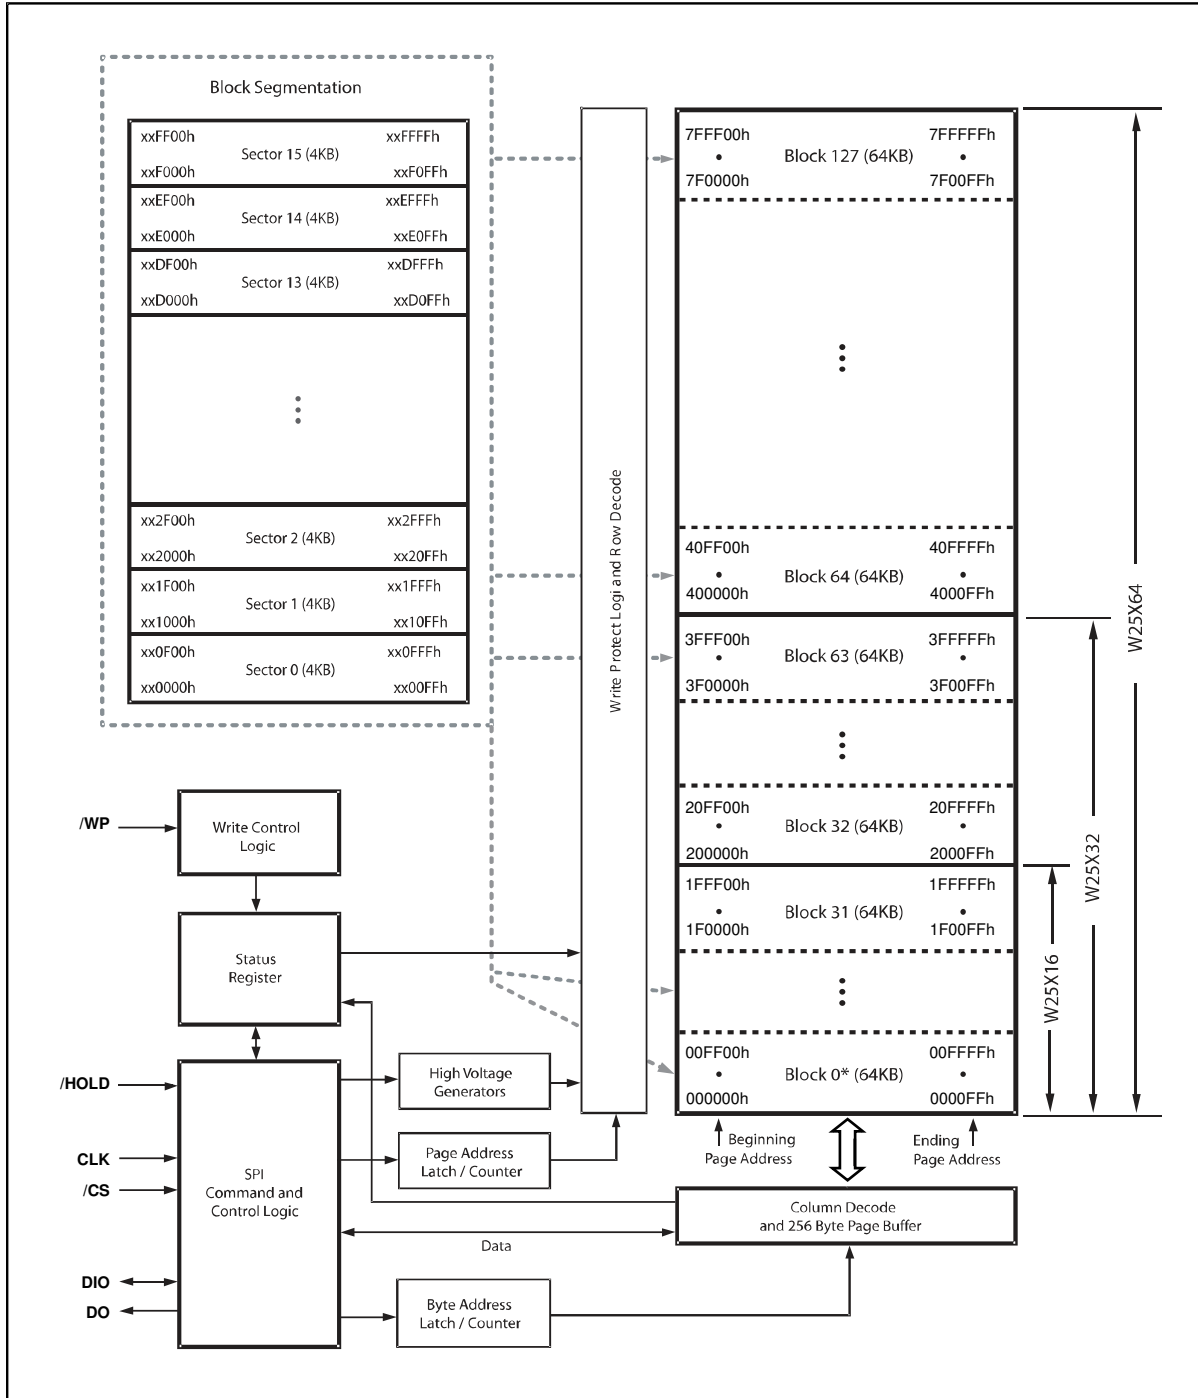 Block Segmentation
xxFF00h xxFFFFh
Sector 15 (4KB)
xxF000h xxF0FFh
xxEF00h xxEFFFh
Sector 14 (4KB)
xxE000h xxE0FFh
xxDF00h xxDFFFh
Sector 13 (4KB)
xxD000h xxD0FFh
xx2F00h xx2FFFh
Sector 2 (4KB)
xx2000h xx20FFh
xx1F00h xx1FFFh
Sector 1 (4KB)
xx1000h xx10FFh
xx0F00h xx0FFFh
Sector 0 (4KB)
xx0000h xx00FFh
Write Protect Logi and Row Decode
7FFF00h 7FFFFFh
Block 127 (64KB)
7F0000h 7F00FFh
40FF00h 40FFFFh
Block 64 (64KB)
400000h 4000FFh
3FFF00h 3FFFFFh
Block 63 (64KB)
3F0000h 3F00FFh
20FF00h 20FFFFh
Block 32 (64KB)
200000h 2000FFh
1FFF00h 1FFFFFh
Block 31 (64KB)
1F0000h 1F00FFh
00FF00h 00FFFFh
Block 0* (64KB)
000000h 0000FFh
W25X64
W25X32
W25X16
Beginning
Page Address
Ending
Page Address
/WP
Write Control
Logic
Status
Register
/HOLD
CLK
/CS
DIO
DO
SPI
Command and
Control Logic
High Voltage
Generators
Page Address
Latch / Counter
Column Decode
and 256 Byte Page Buffer
Data
Byte Address
Latch / Counter